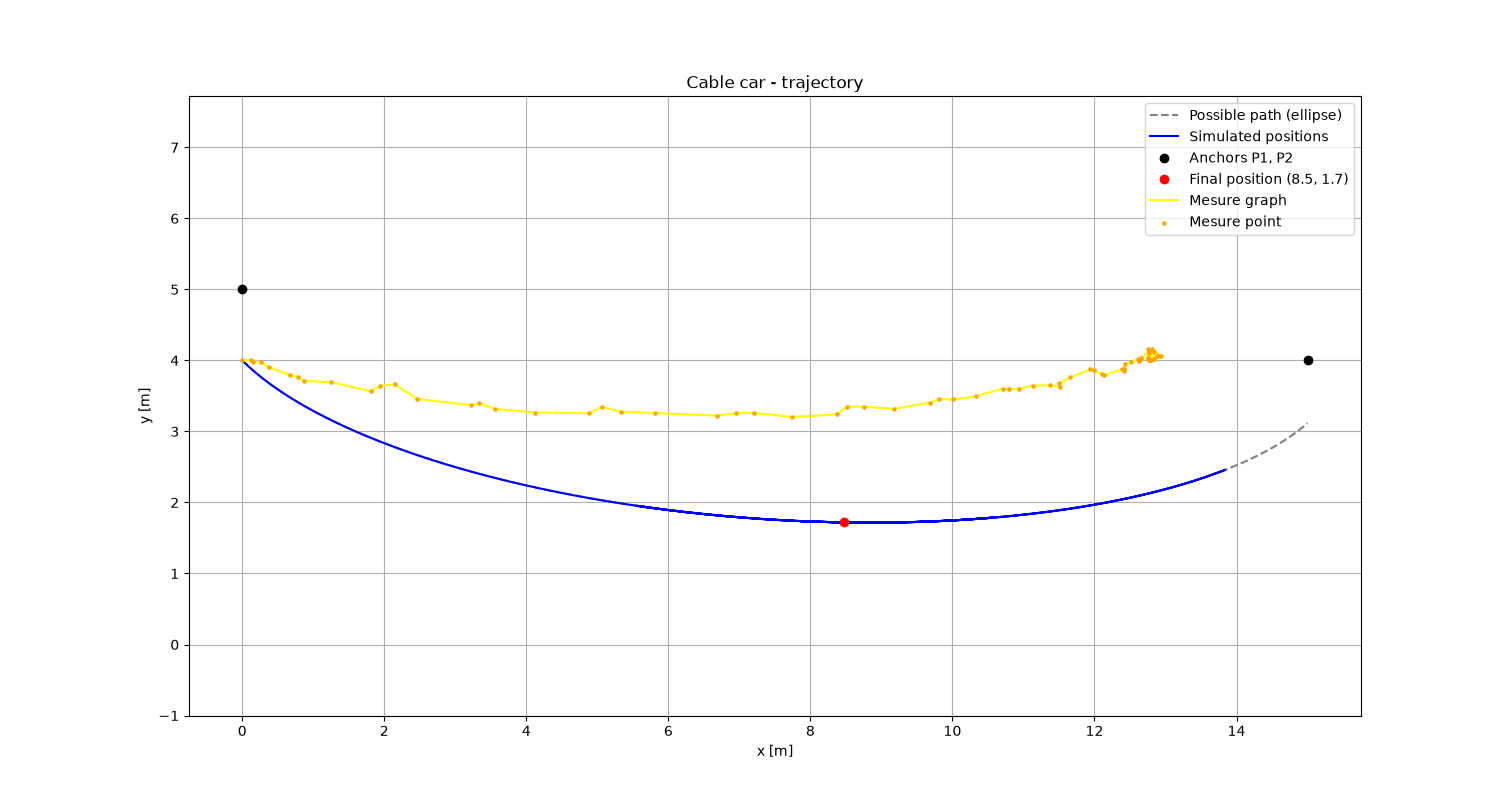 Cable car - trajectory
Possible path (ellipse)
Simulated positions
Anchors P1, P2
Final position (8.5, 1.7)
Mesure graph
Mesure point
7
6
5
4
3
2
1
0
−1
y [m]
0 2 4 6 8 10 12 14
x [m]